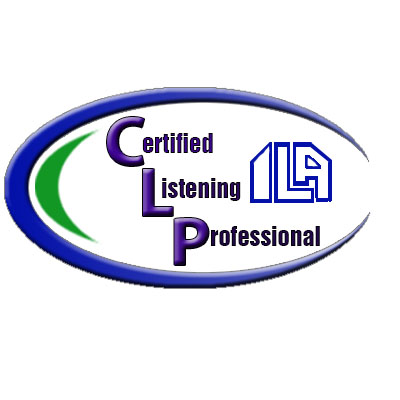 Certified
Listening
ILA
Professional